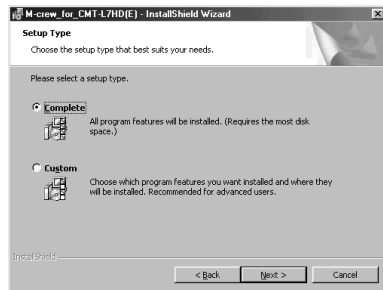 M-crew_for_CMT-L7HD(E) - InstallShield Wizard
Setup Type
Choose the setup type that best suits your needs.
Please select a setup type.
Complete
All program features will be installed. (Requires the most disk
space.)
Custom
Choose which program features you want installed and where they
will be installed. Recommended for advanced users.
InstallShield
< Back
Next >
Cancel